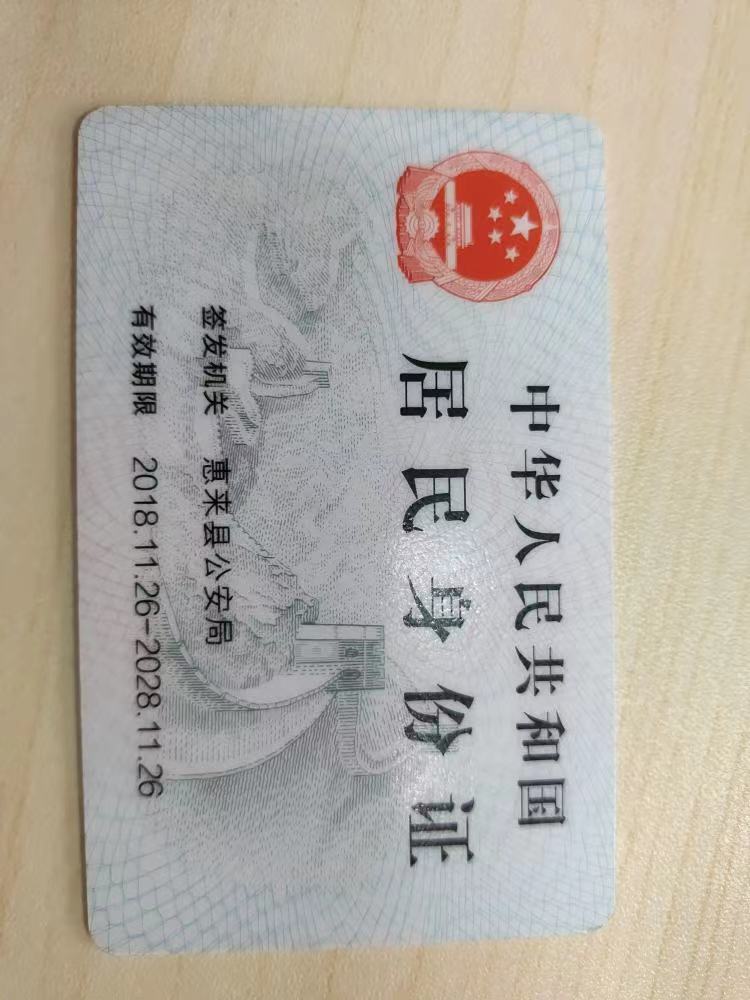 中华人民共和国
居民身份证
签发机关 惠来县公安局
有效期限 2018.11.26-2028.11.26